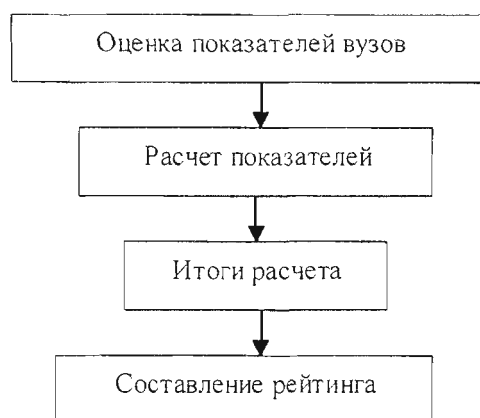 Оценка показателей вузов
Расчет показателей
Итоги расчета
Составление рейтинга